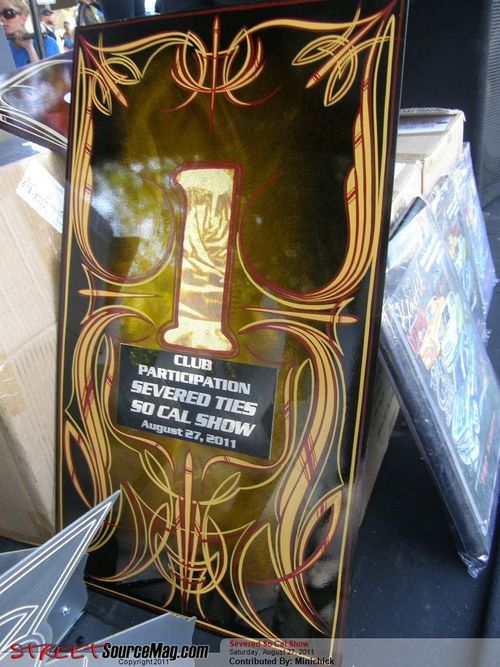 1
CLUB
PARTICIPATION
SEVERED TIES
SO CAL SHOW
August 27, 2011
STREETSOURCEMAG.COM
Copyright 2011
Severed So Cal Show
Saturday, August 27, 2011
Contributed By: Minichick